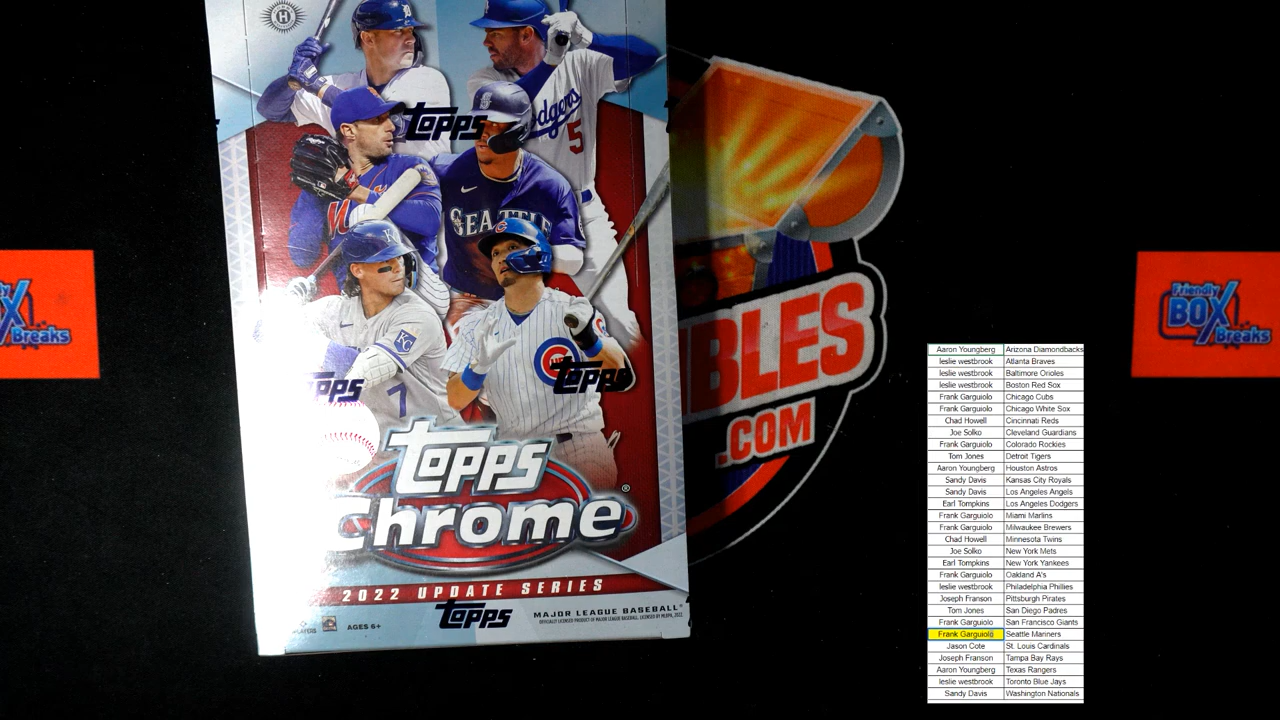 H
Topps
Dodgers
5
M
SEATTLE
KC
7
Topps
Topps
Chrome
®
2022 UPDATE SERIES
Topps
MAJOR LEAGUE BASEBALL®
AGES 6+
BLES
.COM
Breaks
Friendly
BOX
Breaks
Aaron Youngberg Arizona Diamondbacks
leslie westbrook Atlanta Braves
leslie westbrook Baltimore Orioles
leslie westbrook Boston Red Sox
Frank Garguiolo Chicago Cubs
Frank Garguiolo Chicago White Sox
Chad Howell Cincinnati Reds
Joe Solko Cleveland Guardians
Frank Garguiolo Colorado Rockies
Tom Jones Detroit Tigers
Aaron Youngberg Houston Astros
Sandy Davis Kansas City Royals
Sandy Davis Los Angeles Angels
Earl Tompkins Los Angeles Dodgers
Frank Garguiolo Miami Marlins
Frank Garguiolo Milwaukee Brewers
Chad Howell Minnesota Twins
Joe Solko New York Mets
Earl Tompkins New York Yankees
Frank Garguiolo Oakland A's
leslie westbrook Philadelphia Phillies
Joseph Franson Pittsburgh Pirates
Tom Jones San Diego Padres
Frank Garguiolo San Francisco Giants
Frank Garguiolo Seattle Mariners
Jason Cote St. Louis Cardinals
Joseph Franson Tampa Bay Rays
Aaron Youngberg Texas Rangers
leslie westbrook Toronto Blue Jays
Sandy Davis Washington Nationals